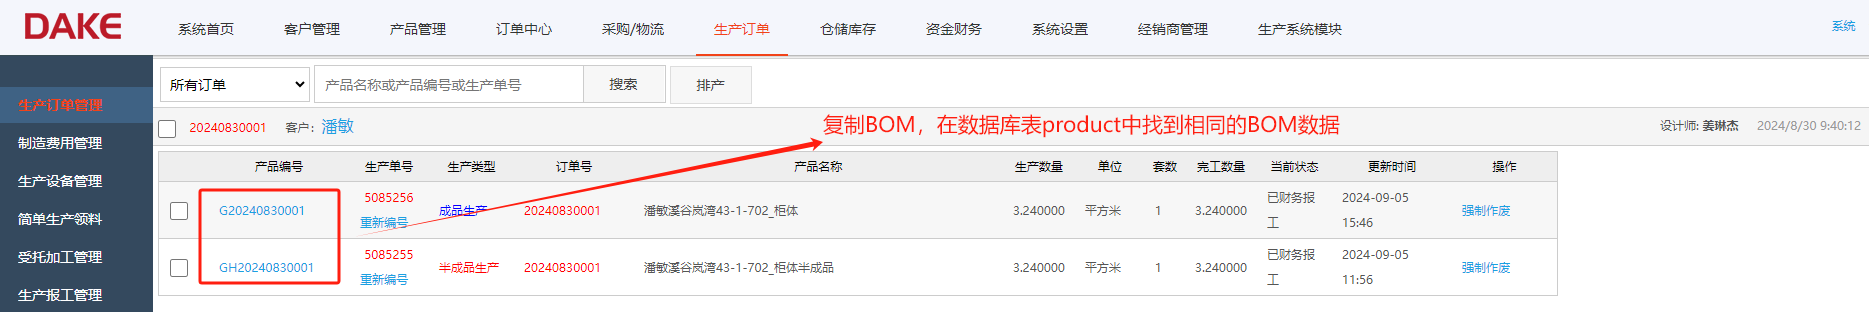 DAKE 系统首页 客户管理 产品管理 订单中心 采购/物流 生产订单 仓储库存 资金财务 系统设置 经销商管理 生产系统模块 系统
所有订单 产品名称或产品编号或生产单号 搜索 排产
生产订单管理
制造费用管理
生产设备管理
简单生产领料
受托加工管理
生产报工管理
20240830001 客户：潘敏 复制BOM，在数据库表product中找到相同的BOM数据 设计师: 姜琳杰 2024/8/30 9:40:12
产品编号 生产单号 生产类型 订单号 产品名称 生产数量 单位 套数 完工数量 当前状态 更新时间 操作
G20240830001 5085256 重新编号 成品生产 20240830001 潘敏溪谷岚湾43-1-702_柜体 3.240000 平方米 1 3.240000 已财务报工 2024-09-05 15:46 强制作废
GH20240830001 5085255 重新编号 半成品生产 20240830001 潘敏溪谷岚湾43-1-702_柜体半成品 3.240000 平方米 1 3.240000 已财务报工 2024-09-05 11:56 强制作废